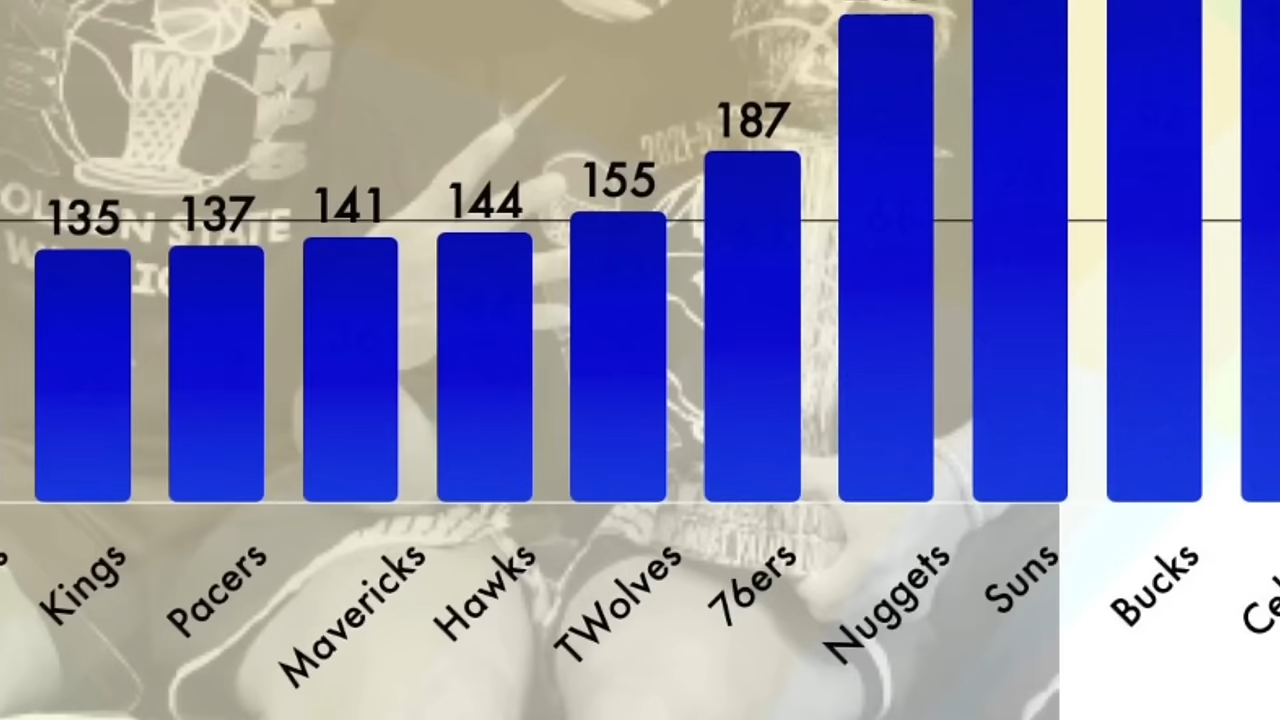 187
155
144
141
137
135
Kings
Pacers
Mavericks
Hawks
TWolves
76ers
Nuggets
Suns
Bucks